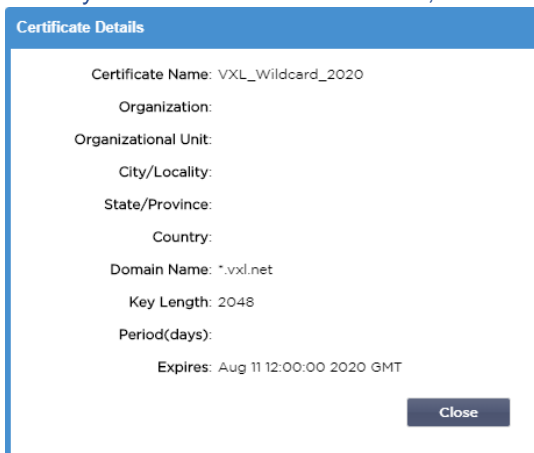 Certificate Details
Certificate Name: VXL_Wildcard_2020
Organization:
Organizational Unit:
City/Locality:
State/Province:
Country:
Domain Name: *.vxl.net
Key Length: 2048
Period(days):
Expires: Aug 11 12:00:00 2020 GMT
Close